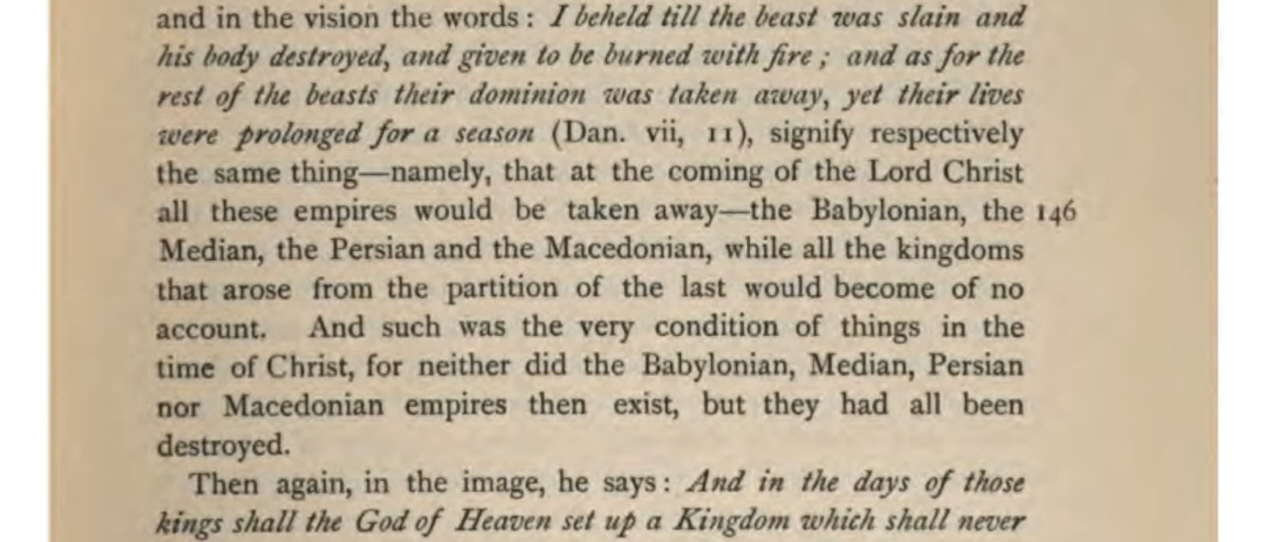 and in the vision the words : I beheld till the beast was slain and
his body destroyed, and given to be burned with fire ; and as for the
rest of the beasts their dominion was taken away, yet their lives
were prolonged for a season (Dan. vii, 11), signify respectively
the same thing—namely, that at the coming of the Lord Christ
all these empires would be taken away—the Babylonian, the 146
Median, the Persian and the Macedonian, while all the kingdoms
that arose from the partition of the last would become of no
account. And such was the very condition of things in the
time of Christ, for neither did the Babylonian, Median, Persian
nor Macedonian empires then exist, but they had all been
destroyed.
Then again, in the image, he says : And in the days of those
kings shall the God of Heaven set up a Kingdom which shall never